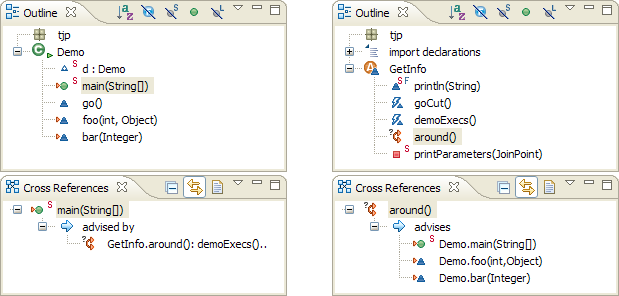 Outline
tjp
Demo
d : Demo
main(String[])
go()
foo(int, Object)
bar(Integer)
Cross References
main(String[])
advised by
GetInfo.around(): demoExecs()..
Outline
tjp
import declarations
GetInfo
println(String)
goCut()
demoExecs()
around()
printParameters(JoinPoint)
Cross References
around()
advises
Demo.main(String[])
Demo.foo(int,Object)
Demo.bar(Integer)